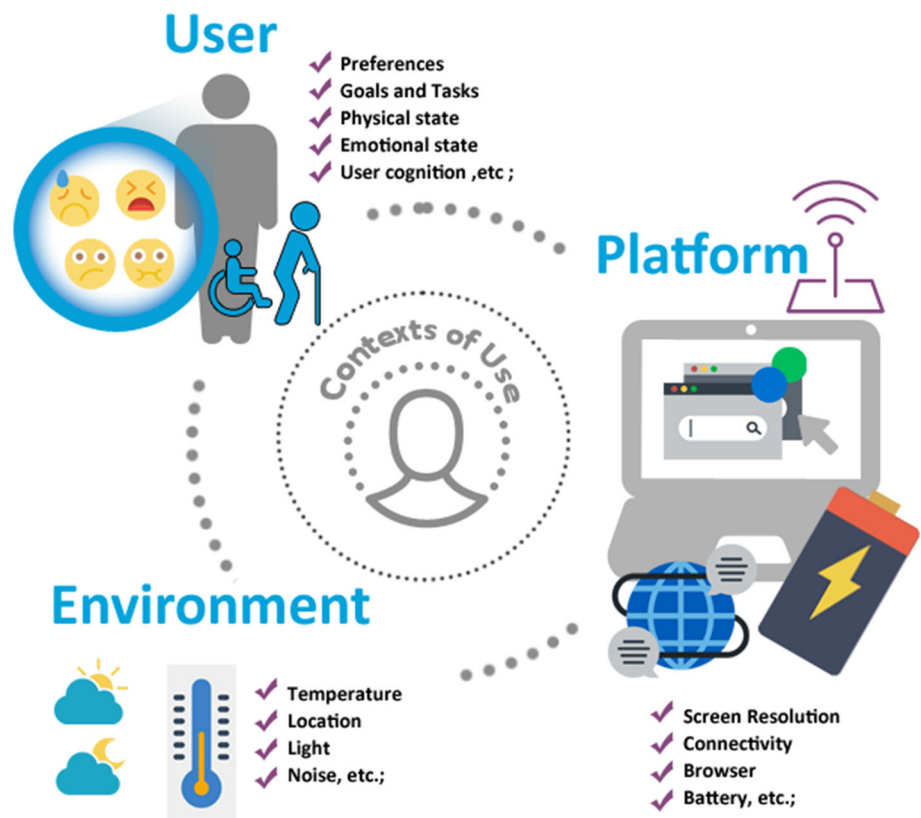 User
Preferences
Goals and Tasks
Physical state
Emotional state
User cognition ,etc ;
Platform
Contexts of Use
Environment
Temperature
Location
Light
Noise, etc.;
Screen Resolution
Connectivity
Browser
Battery, etc.;